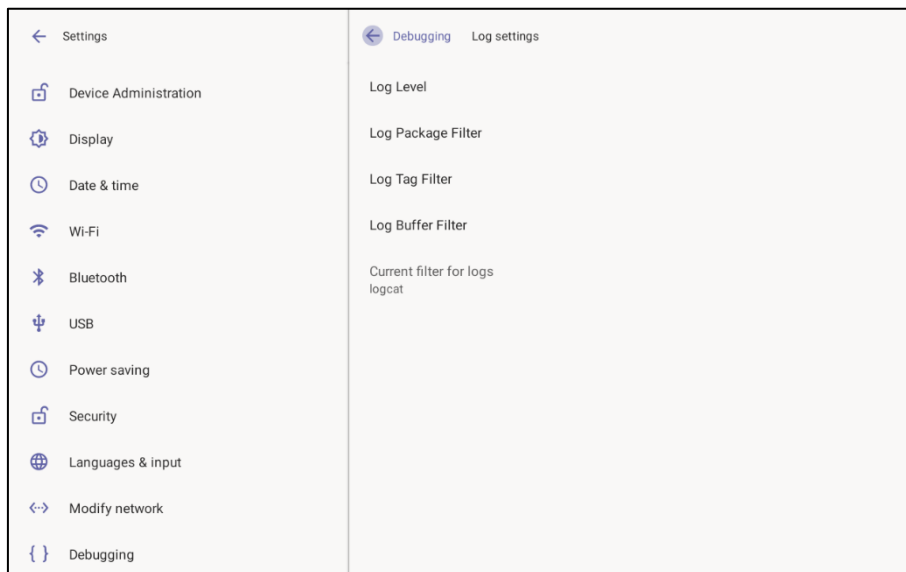 Settings
Device Administration
Display
Date & time
Wi-Fi
Bluetooth
USB
Power saving
Security
Languages & input
Modify network
Debugging
Debugging Log settings
Log Level
Log Package Filter
Log Tag Filter
Log Buffer Filter
Current filter for logs
logcat